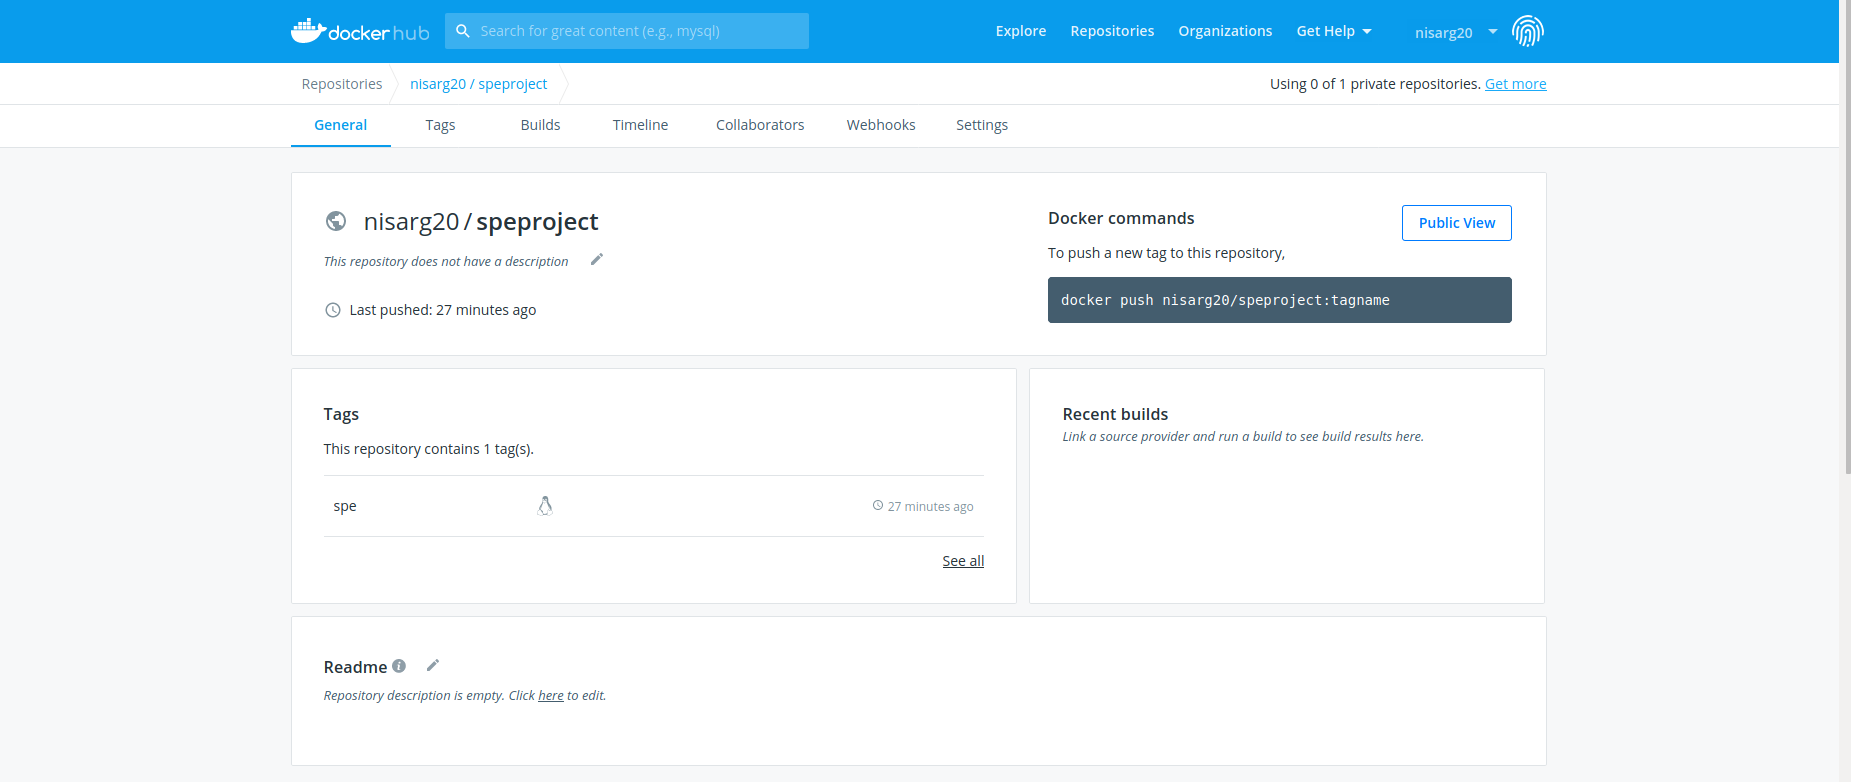 dockerhub
Search for great content (e.g., mysql)
Explore
Repositories
Organizations
Get Help
nisarg20
Repositories
nisarg20 / speproject
Using 0 of 1 private repositories. Get more
General
Tags
Builds
Timeline
Collaborators
Webhooks
Settings
nisarg20 / speproject
This repository does not have a description
Last pushed: 27 minutes ago
Docker commands
Public View
To push a new tag to this repository,
docker push nisarg20/speproject:tagname
Tags
This repository contains 1 tag(s).
spe
27 minutes ago
See all
Recent builds
Link a source provider and run a build to see build results here.
Readme
Repository description is empty. Click here to edit.